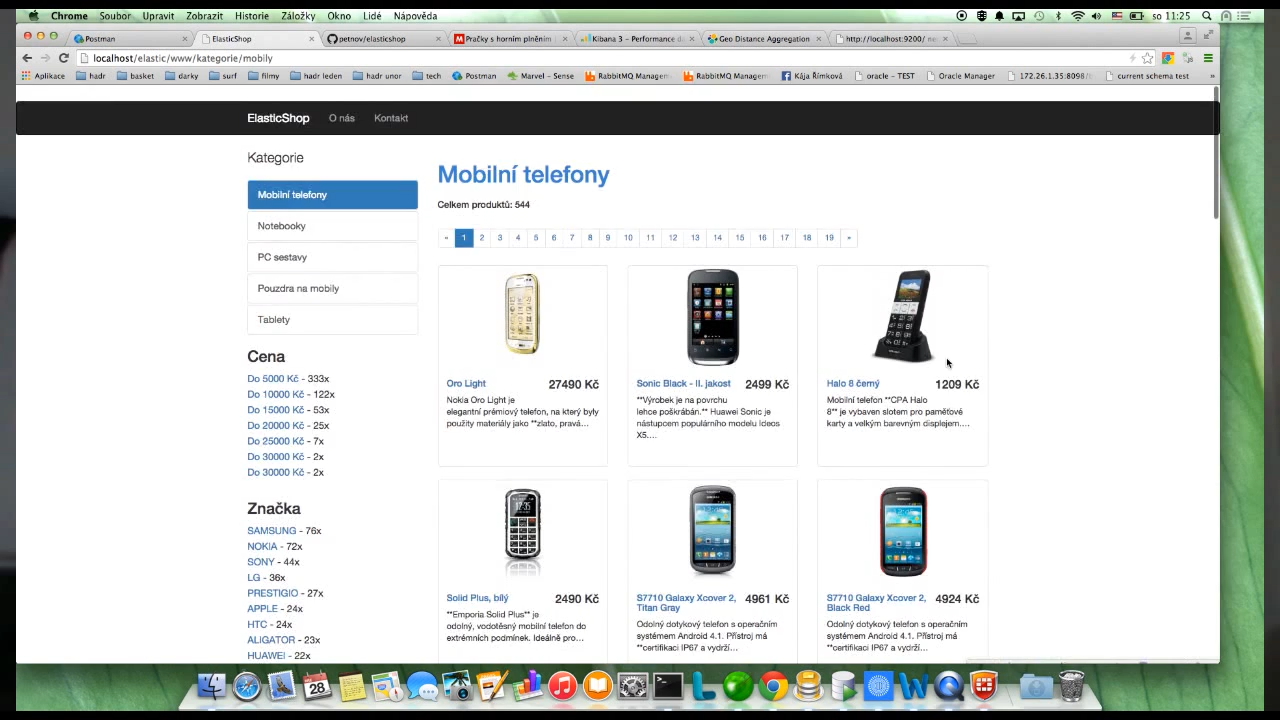 Chrome Soubor Upravit Zobrazit Historie Záložky Okno Lidé Nápověda so 11:25
Postman ElasticShop petnov/elasticshop Pračky s horním plněním Kibana 3 - Performance da Geo Distance Aggregation http://localhost:9200/
localhost/elastic/www/kategorie/mobily
Aplikace hadr basket darky surf filmy hadr leden hadr unor tech Postman Marvel - Sense RabbitMQ Managem RabbitMQ Managem Kája Římková oracle - TEST Oracle Manager 172.26.1.35:8098/ current schema test »
ElasticShop O nás Kontakt
Kategorie
Mobilní telefony
Notebooky
PC sestavy
Pouzdra na mobily
Tablety
Cena
Do 5000 Kč - 333x
Do 10000 Kč - 122x
Do 15000 Kč - 53x
Do 20000 Kč - 25x
Do 25000 Kč - 7x
Do 30000 Kč - 2x
Do 30000 Kč - 2x
Značka
SAMSUNG - 76x
NOKIA - 72x
SONY - 44x
LG - 36x
PRESTIGIO - 27x
APPLE - 24x
HTC - 24x
ALIGATOR - 23x
HUAWEI - 22x
Mobilní telefony
Celkem produktů: 544
« 1 2 3 4 5 6 7 8 9 10 11 12 13 14 15 16 17 18 19 »
Oro Light 27490 Kč
Nokia Oro Light je
elegantní prémiový telefon, na který byly
použity materiály jako **zlato, pravá...
Sonic Black - II. jakost 2499 Kč
**Výrobek je na povrchu
lehce poškrábán.** Huawei Sonic je
nástupcem populárního modelu Ideos
X5....
Halo 8 černý 1209 Kč
Mobilní telefon **CPA Halo
8** je vybaven slotem pro paměťové
karty a velkým barevným displejem....
Solid Plus, bílý 2490 Kč
**Emporia Solid Plus** je
odolný, vodotěsný mobilní telefon do
extrémních podmínek. Ideálně pro...
S7710 Galaxy Xcover 2, 4961 Kč
Titan Gray
Odolný dotykový telefon s operačním
systémem Android 4.1. Přístroj má
**certifikaci IP67 a vydrží...
S7710 Galaxy Xcover 2, 4924 Kč
Black Red
Odolný dotykový telefon s operačním
systémem Android 4.1. Přístroj má
**certifikaci IP67 a vydrží...
28